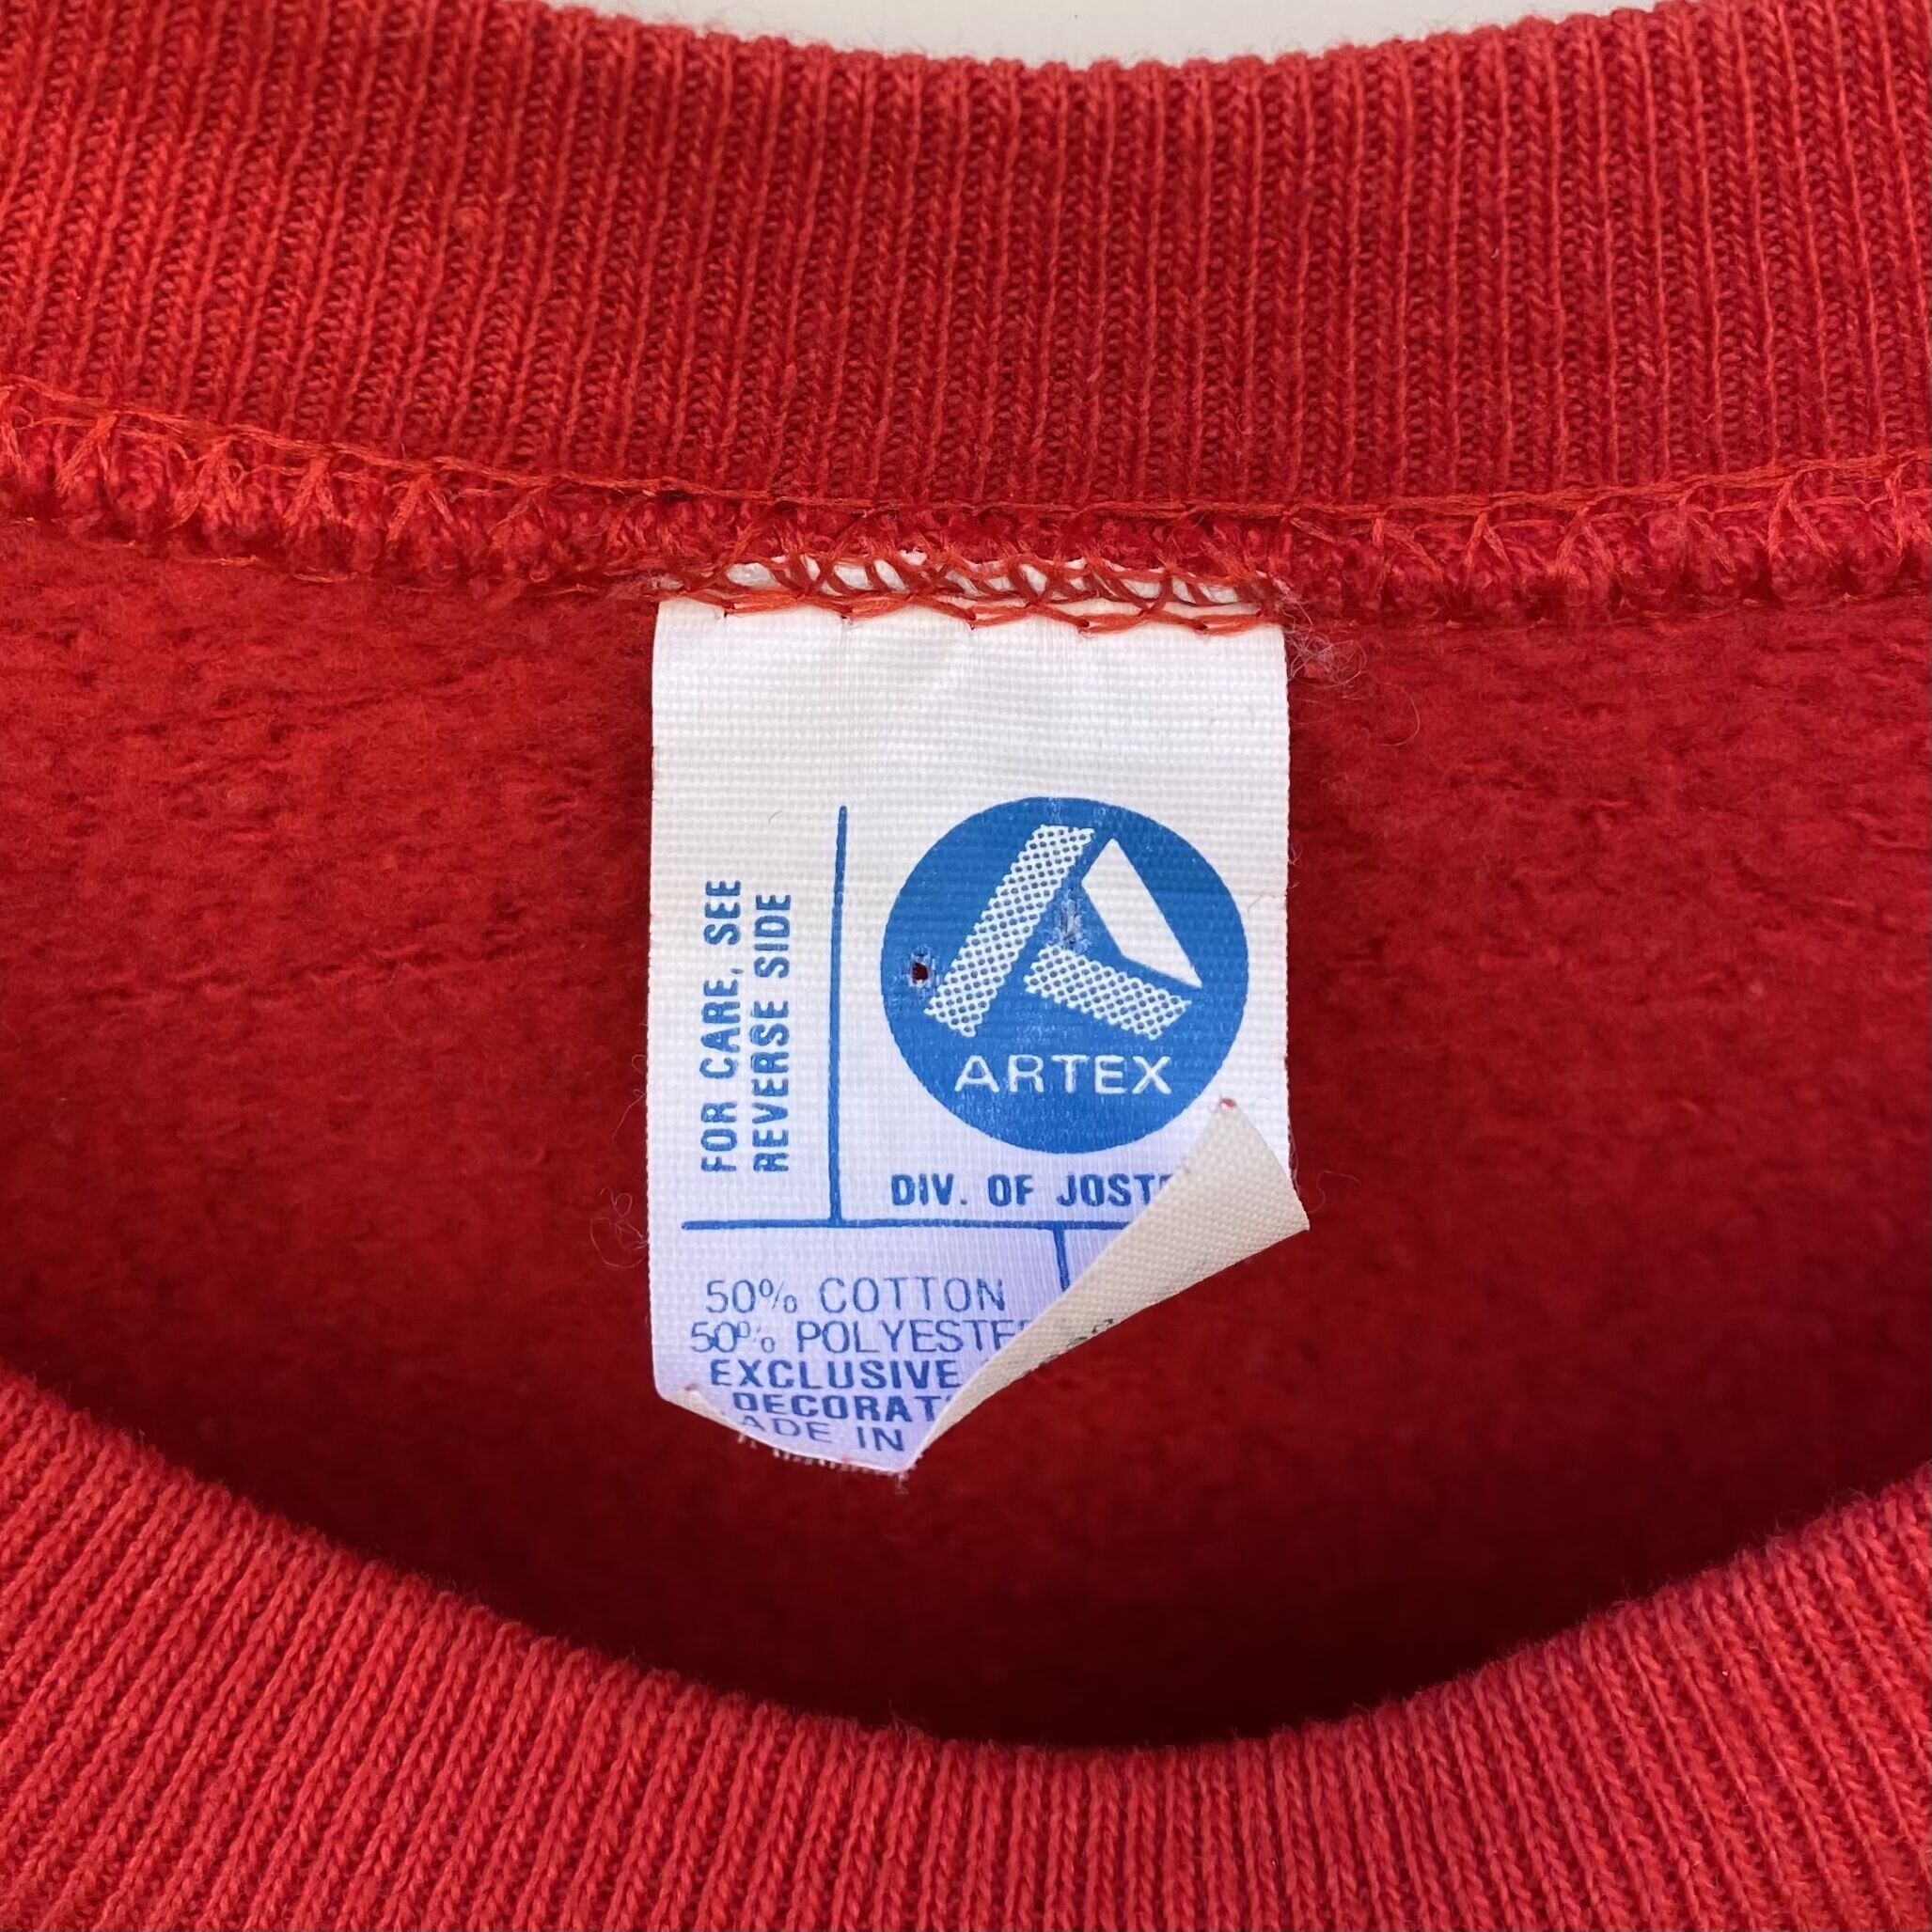 FOR CARE, SEE
REVERSE SIDE
ARTEX
DIV. OF JOST
50% COTTON
50% POLYESTE
EXCLUSIVE
DECORAT
ADE IN